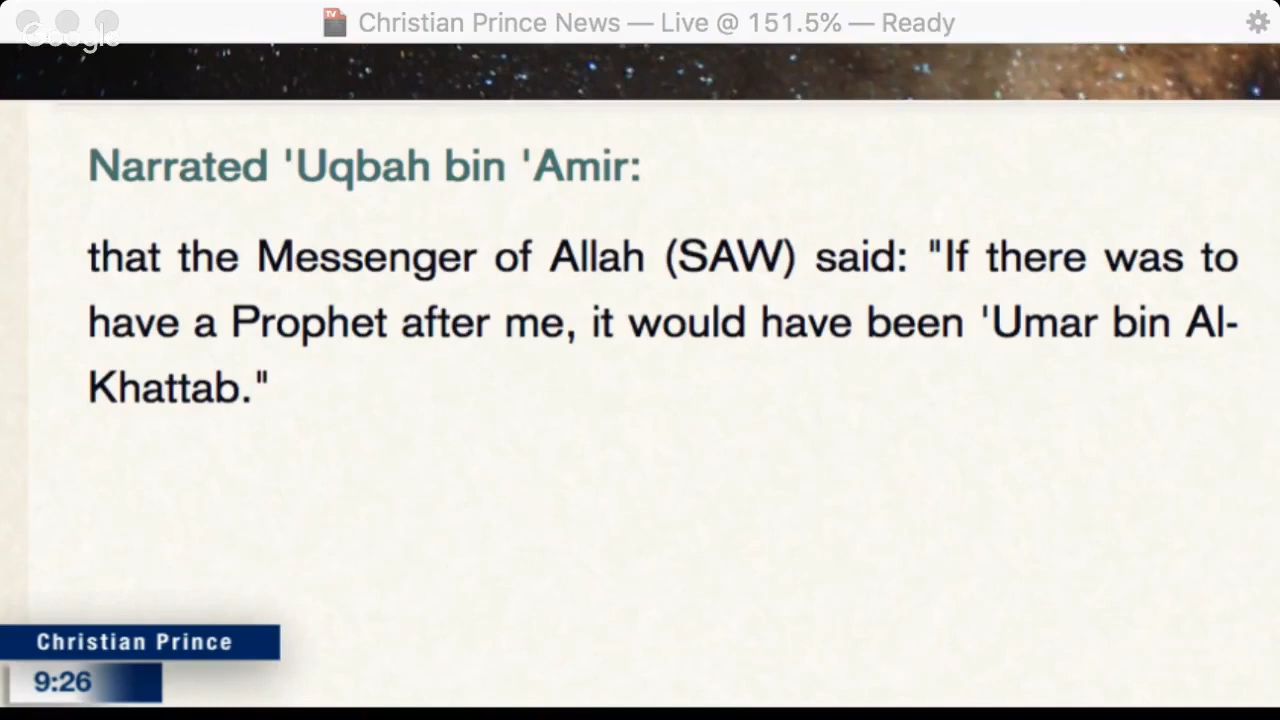 Christian Prince News — Live @ 151.5% — Ready
Google
Narrated 'Uqbah bin 'Amir:
that the Messenger of Allah (SAW) said: "If there was to
have a Prophet after me, it would have been 'Umar bin Al-
Khattab."
Christian Prince
9:26